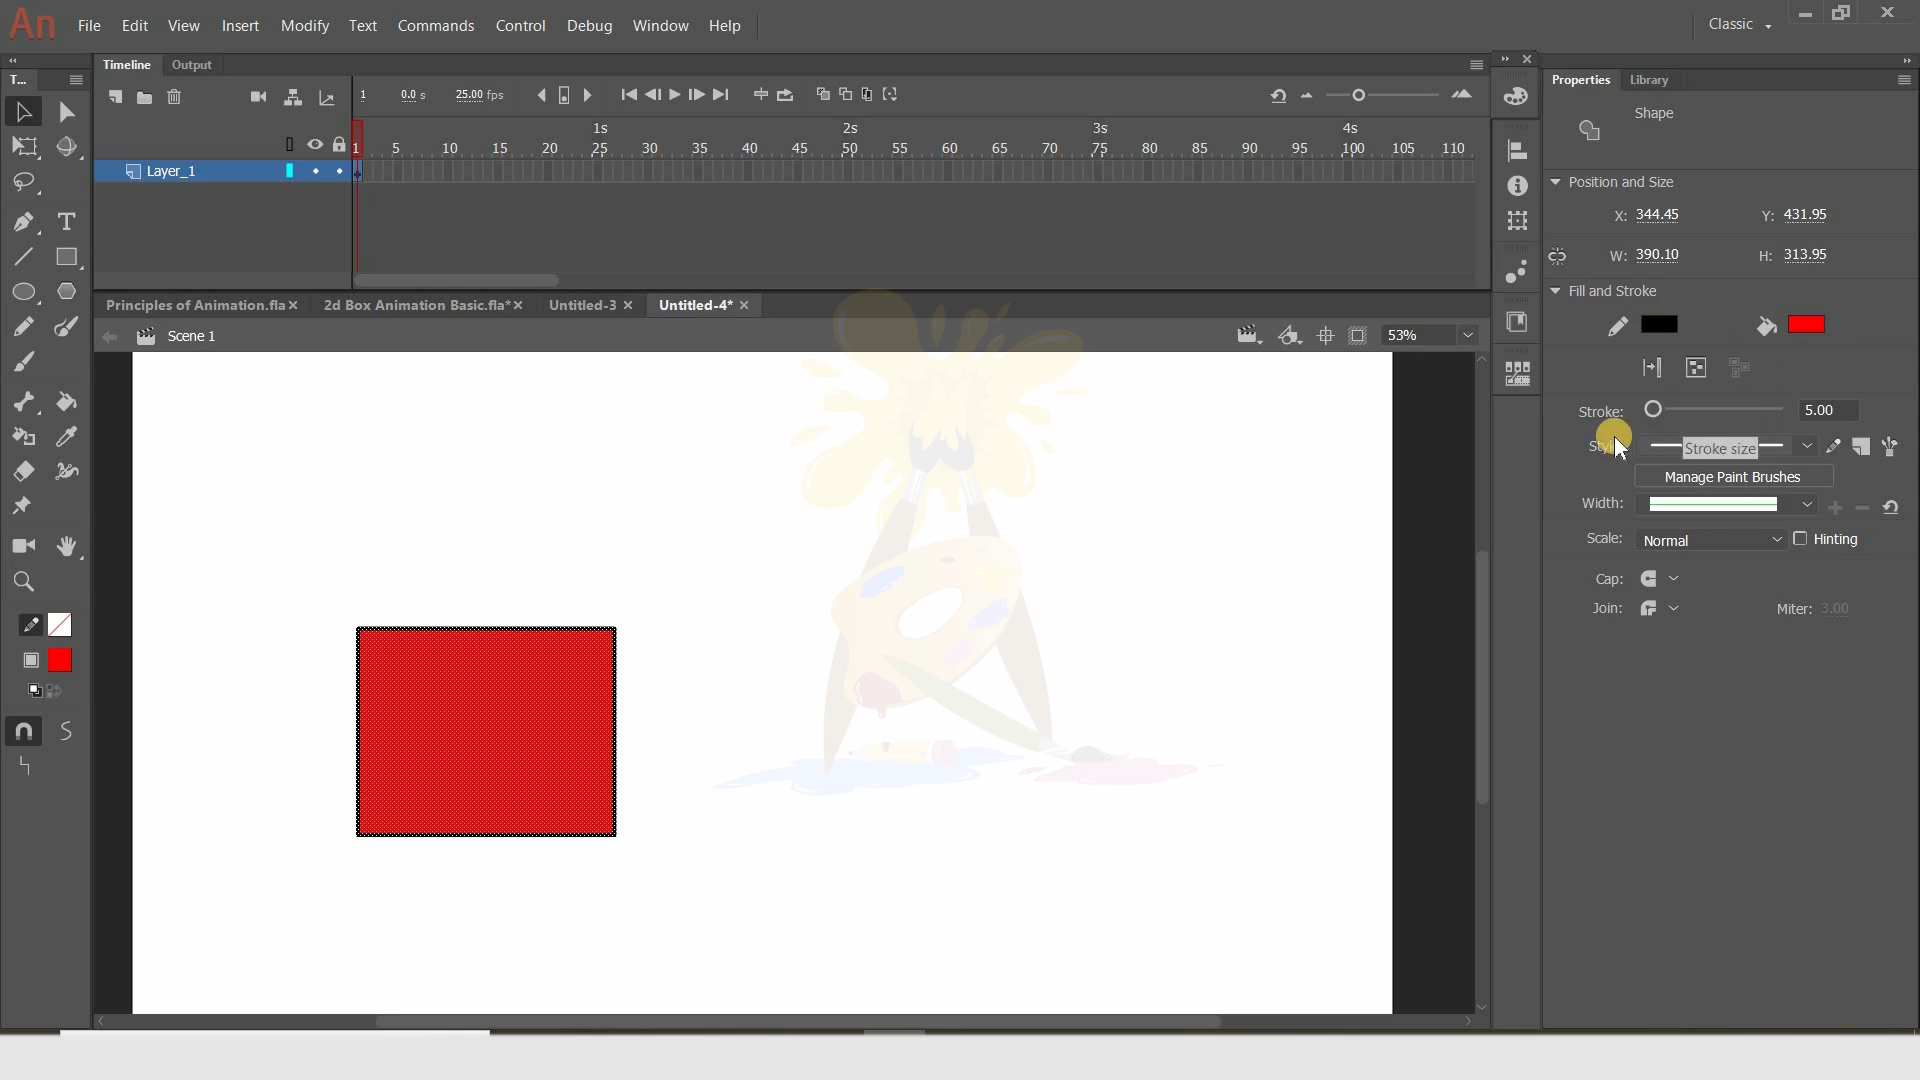 An File Edit View Insert Modify Text Commands Control Debug Window Help Classic
T... Timeline Output Properties Library
1 0.0 s 25.00 fps
Shape
1s 2s 3s 4s
1 5 10 15 20 25 30 35 40 45 50 55 60 65 70 75 80 85 90 95 100 105 110
Layer_1
Position and Size
X: 344.45 Y: 431.95
W: 390.10 H: 313.95
Fill and Stroke
Principles of Animation.fla 2d Box Animation Basic.fla* Untitled-3 Untitled-4*
Scene 1 53%
Stroke: 5.00
Stroke size
Manage Paint Brushes
Width:
Scale: Normal Hinting
Cap:
Join: Miter: 3.00